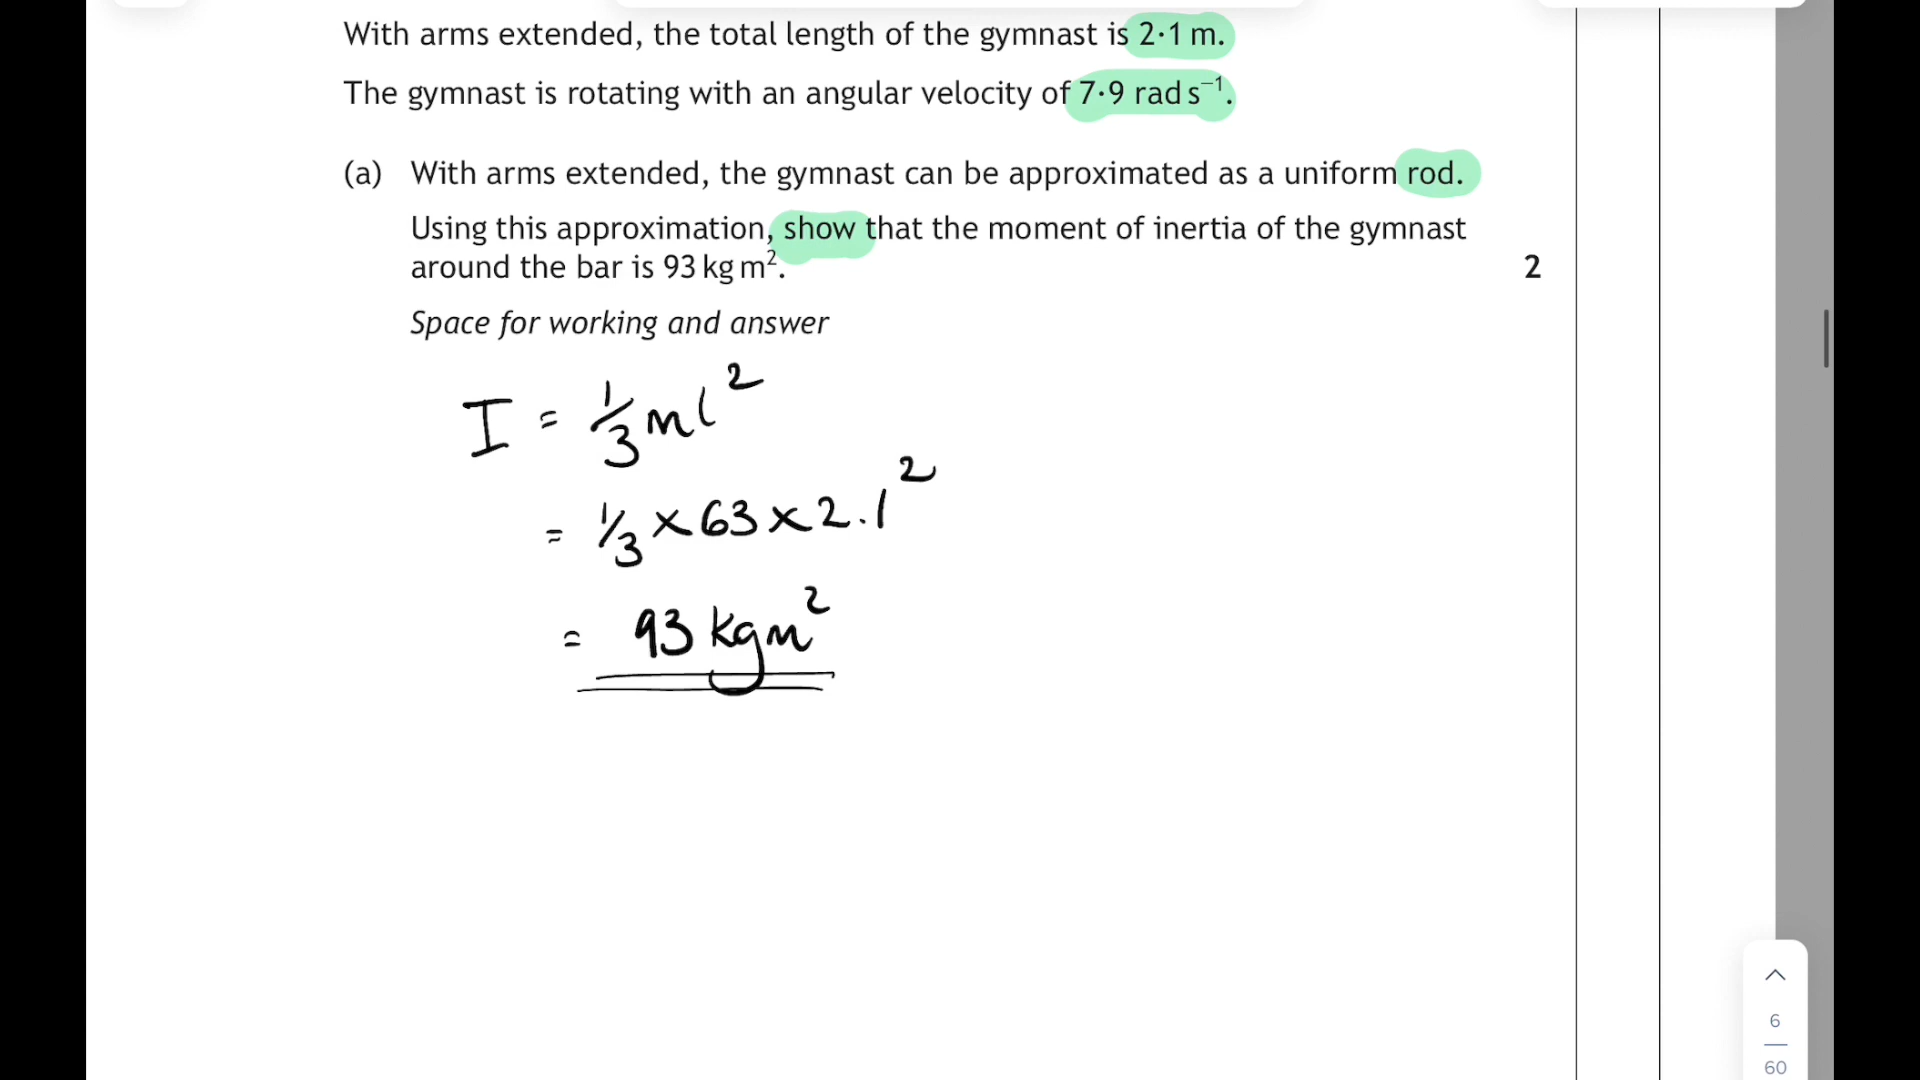 With arms extended, the total length of the gymnast is 2·1 m.
The gymnast is rotating with an angular velocity of 7·9 rad s⁻¹.
(a) With arms extended, the gymnast can be approximated as a uniform rod.
Using this approximation, show that the moment of inertia of the gymnast
around the bar is 93 kg m². 2
Space for working and answer
I = 1/3 ml²
= 1/3 × 63 × 2.1²
= 93 kgm²
6
60